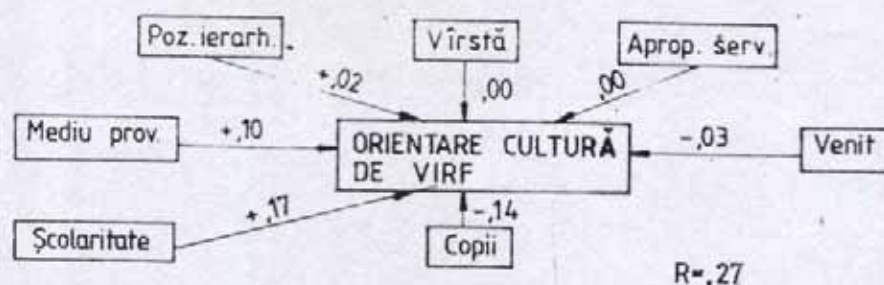 Poz. ierarh.
Vîrstă
Aprop. serv.
+,02
,00
,00
Mediu prov.
+,10
ORIENTARE CULTURĂ
DE VIRF
-,03
Venit
Școlaritate
+,17
-,14
Copii
R=,27